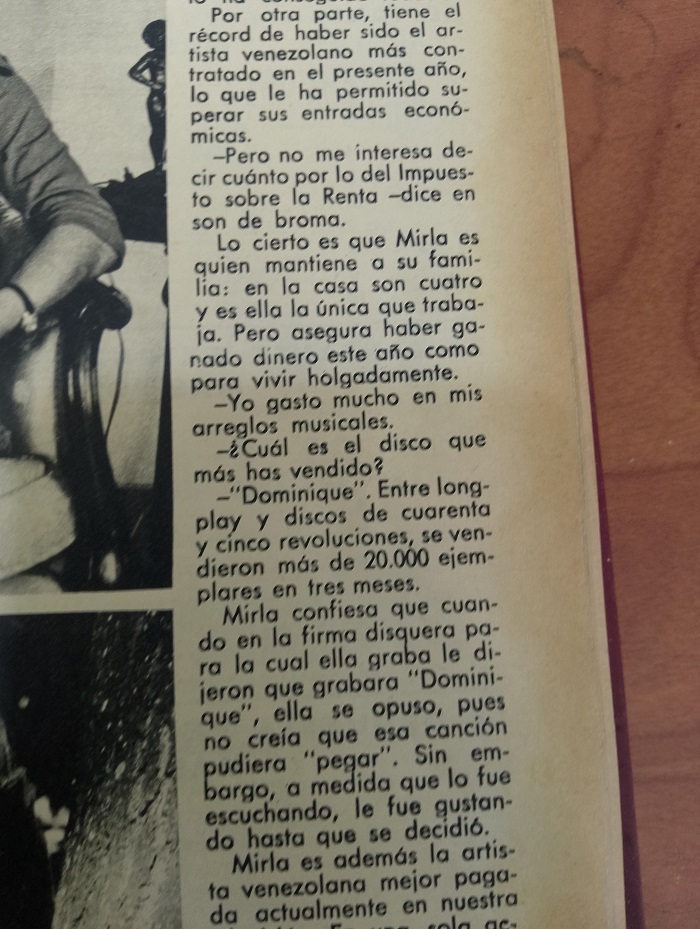 Por otra parte, tiene el
récord de haber sido el ar-
tista venezolano más con-
tratado en el presente año,
lo que le ha permitido su-
perar sus entradas econó-
micas.
—Pero no me interesa de-
cir cuánto por lo del Impues-
to sobre la Renta —dice en
son de broma.
Lo cierto es que Mirla es
quien mantiene a su fami-
lia: en la casa son cuatro
y es ella la única que traba-
ja. Pero asegura haber ga-
nado dinero este año como
para vivir holgadamente.
—Yo gasto mucho en mis
arreglos musicales.
—¿Cuál es el disco que
más has vendido?
—"Dominique". Entre long-
play y discos de cuarenta
y cinco revoluciones, se ven-
dieron más de 20.000 ejem-
plares en tres meses.
Mirla confiesa que cuan-
do en la firma disquera pa-
ra la cual ella graba le di-
jeron que grabara "Domini-
que", ella se opuso, pues
no creía que esa canción
pudiera "pegar". Sin em-
bargo, a medida que lo fue
escuchando, le fue gustan-
do hasta que se decidió.
Mirla es además la artis-
ta venezolana mejor paga-
da actualmente en nuestra
sola ac-